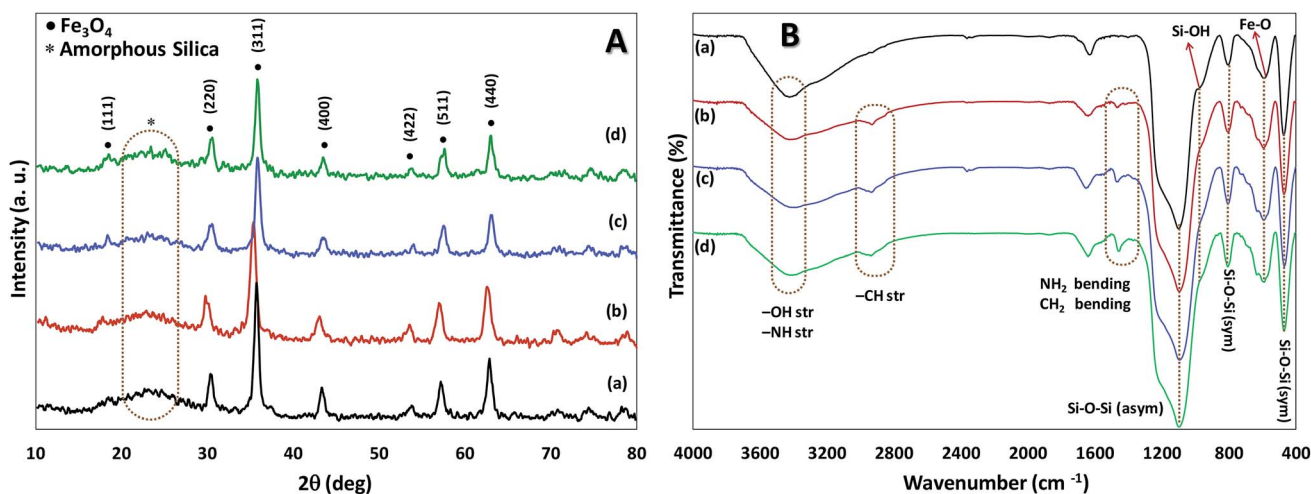 ● Fe₃O₄
* Amorphous Silica
A
(111)
*
(220)
(311)
(400)
(422)
(511)
(440)
(d)
(c)
(b)
(a)
Intensity (a. u.)
10 20 30 40 50 60 70 80
2θ (deg)
B
(a)
(b)
(c)
(d)
Si-OH
Fe-O
–OH str
–NH str
–CH str
NH₂ bending
CH₂ bending
Si-O-Si (asym)
Si-O-Si (sym)
Si-O-Si (sym)
Transmittance (%)
4000 3600 3200 2800 2400 2000 1600 1200 800 400
Wavenumber (cm ⁻¹)